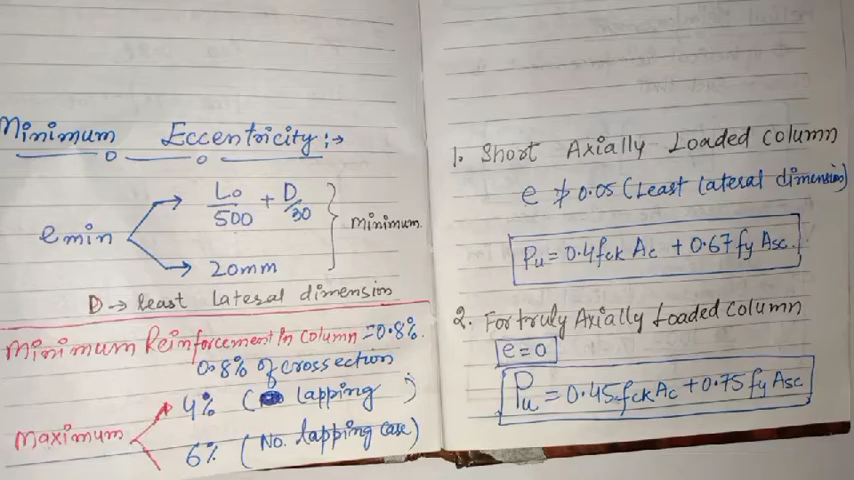 Minimum Eccentricity :→
emin → Lo/500 + D/30
→ 20mm
minimum.
D → least lateral dimension
Minimum Reinforcement In column = 0.8%.
0.8% of crossection
Maximum → 4% ( lapping )
6% (No. lapping case)
1. Short Axially Loaded column
e ≯ 0.05 (Least lateral dimension)
Pu = 0.4fck Ac + 0.67 fy Asc.
2. For truly Axially Loaded column
e = 0
Pu = 0.45 fck Ac + 0.75 fy Asc